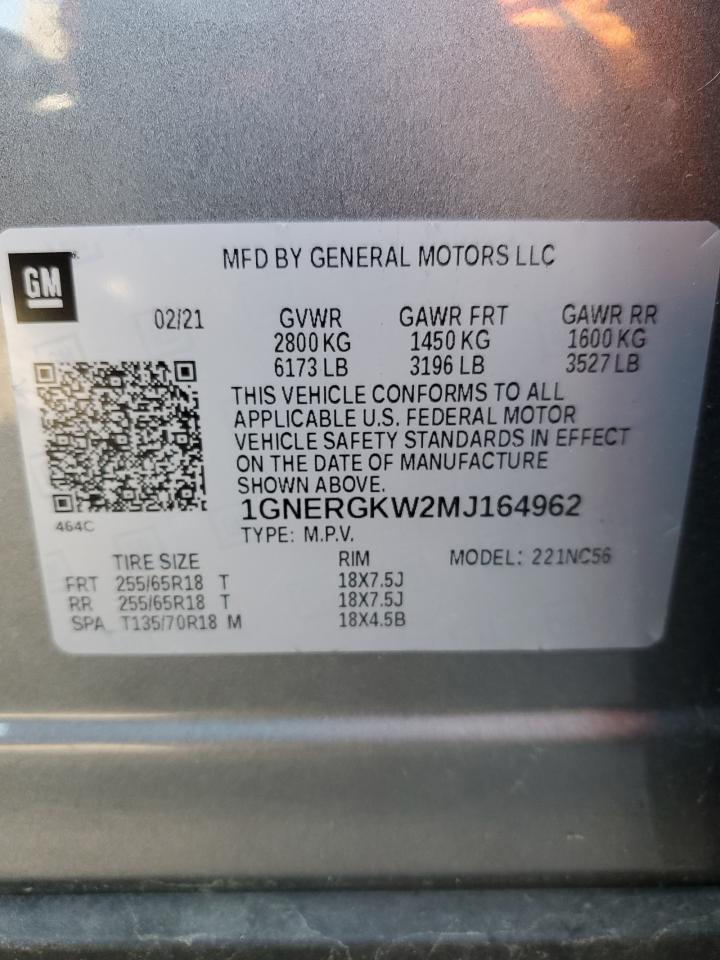 MFD BY GENERAL MOTORS LLC
GM
02/21 GVWR GAWR FRT GAWR RR
2800 KG 1450 KG 1600 KG
6173 LB 3196 LB 3527 LB
THIS VEHICLE CONFORMS TO ALL
APPLICABLE U.S. FEDERAL MOTOR
VEHICLE SAFETY STANDARDS IN EFFECT
ON THE DATE OF MANUFACTURE
SHOWN ABOVE.
1GNERGKW2MJ164962
464C
TYPE: M.P.V.
TIRE SIZE RIM MODEL: 221NC56
FRT 255/65R18 T 18X7.5J
RR 255/65R18 T 18X7.5J
SPA T135/70R18 M 18X4.5B